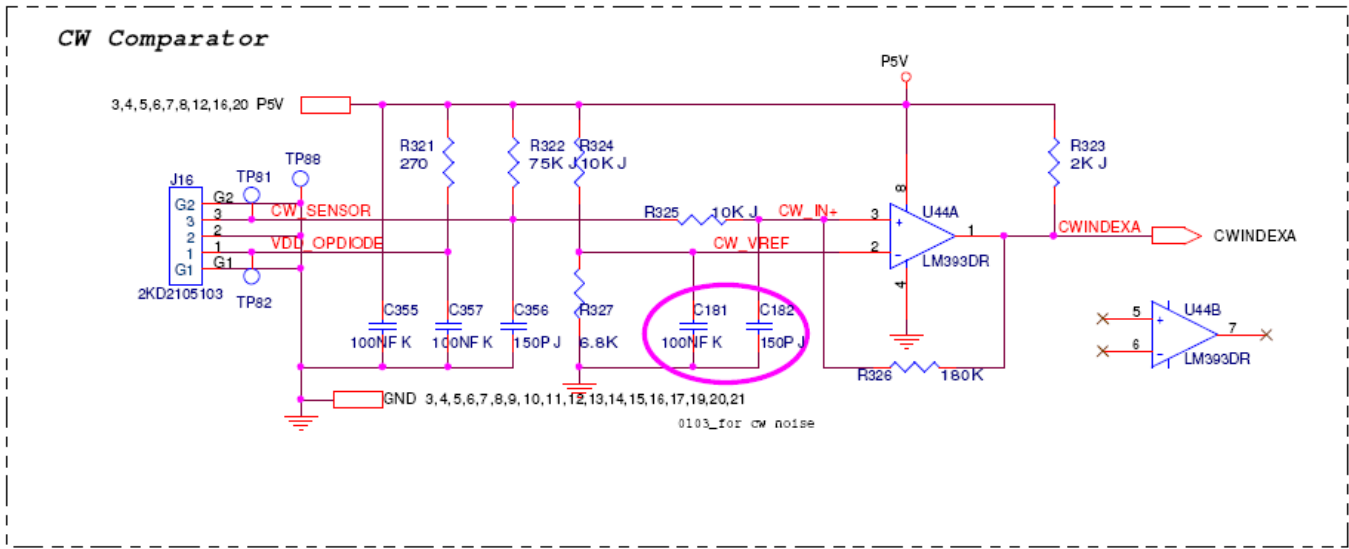 CW Comparator
P5V
3,4,5,6,7,8,12,16,20 P5V
R321
270
R322
75K J
R324
10K J
R323
2K J
TP88
TP81
J16
G2
G2
3
3
CW_SENSOR
2
2
1
1
VDD_OPDIODE
G1
G1
2KD2105103
TP82
R325
10K J
CW_IN+
CW_VREF
3
2
+
-
8
4
1
U44A
LM393DR
CWINDEXA
CWINDEXA
C355
100NF K
C357
100NF K
C356
150P J
R327
6.8K
C181
100NF K
C182
150P J
R326
180K
5
6
+
-
7
U44B
LM393DR
GND 3,4,5,6,7,8,9,10,11,12,13,14,15,16,17,19,20,21
0103_for cw noise